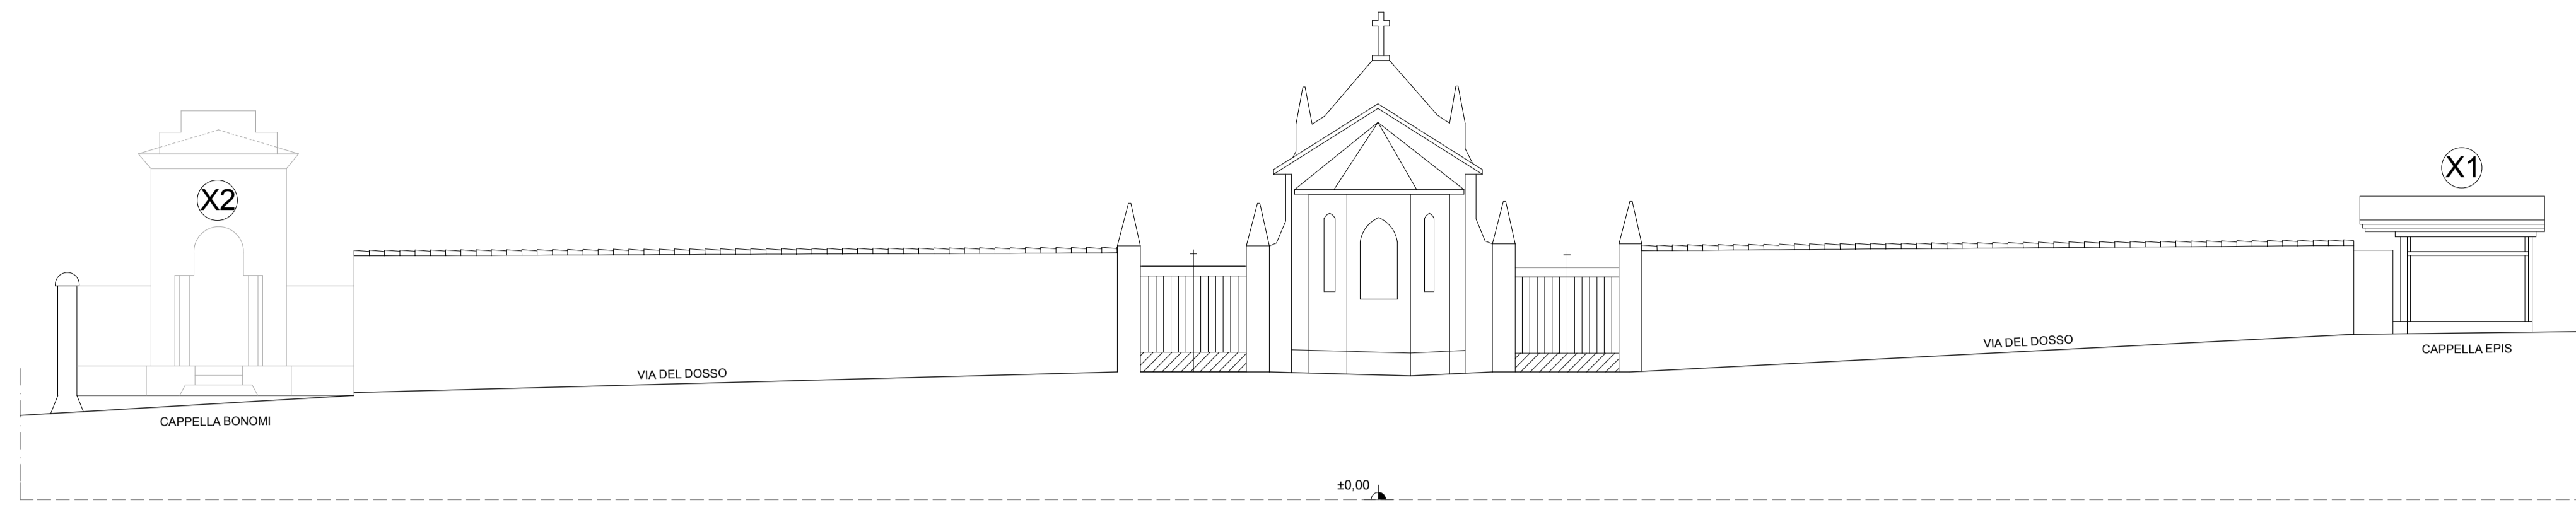 X2
X1
VIA DEL DOSSO
VIA DEL DOSSO
CAPPELLA EPIS
CAPPELLA BONOMI
±0,00